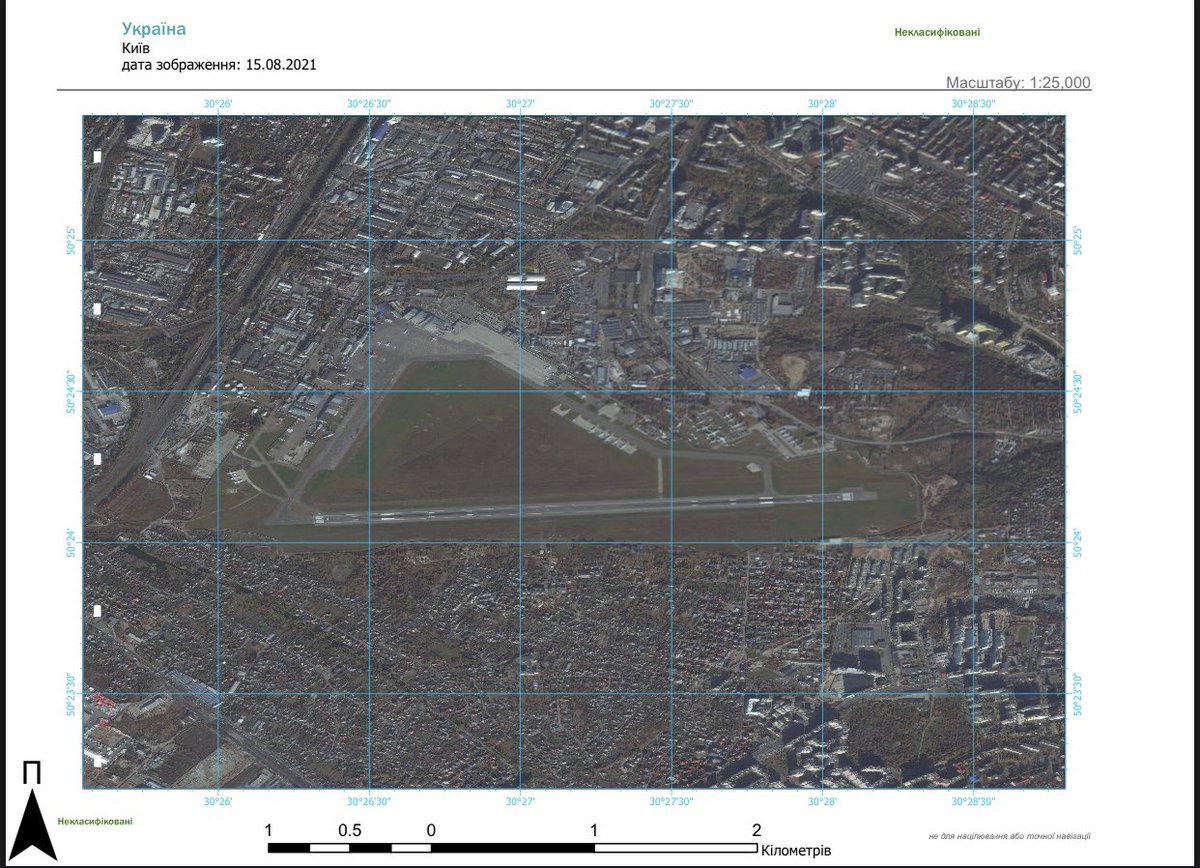 Україна
Некласифіковані
Київ
дата зображення: 15.08.2021
Масштабу: 1:25,000
30°26' 30°26'30" 30°27' 30°27'30" 30°28' 30°28'30"
50°25' 50°25'
50°24'30" 50°24'30"
50°24' 50°24'
50°23'30" 50°23'30"
П
30°26' 30°26'30" 30°27' 30°27'30" 30°28' 30°28'30"
Некласифіковані
1 0.5 0 1 2
Кілометрів
не для націлювання або точної навігації